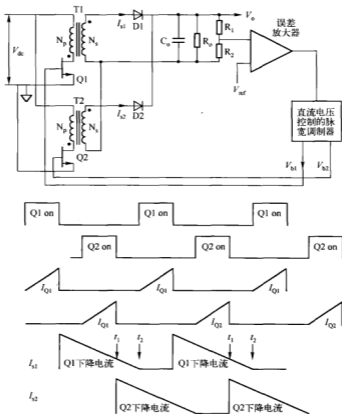 T1
D1
I_s1
V_o
V_dc
N_p
N_s
C_o
R_o
R_1
R_2
误差
放大器
Q1
V_ref
T2
D2
I_s2
N_p
N_s
Q2
直流电压
控制的脉
宽调制器
V_b1
V_b2
Q1 on
Q1 on
Q1 on
Q2 on
Q2 on
Q2 on
I_Q1
I_Q1
I_Q1
I_Q1
I_Q2
I_Q2
t_1
t_2
t_1
t_2
I_s1
Q1下降电流
Q1下降电流
I_s2
Q2下降电流
Q2下降电流